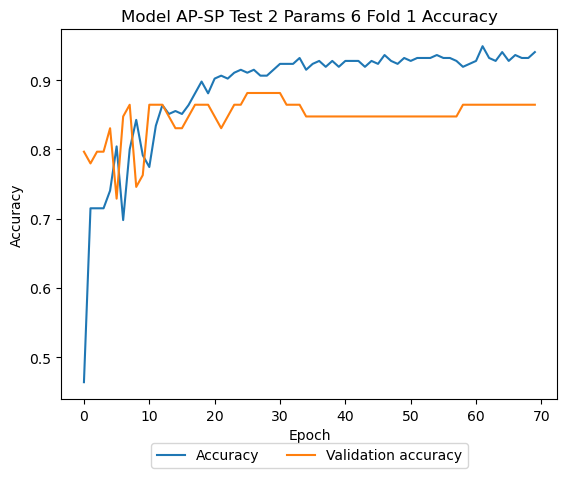 Model AP-SP Test 2 Params 6 Fold 1 Accuracy
Accuracy
0.9
0.8
0.7
0.6
0.5
0 10 20 30 40 50 60 70
Epoch
Accuracy Validation accuracy